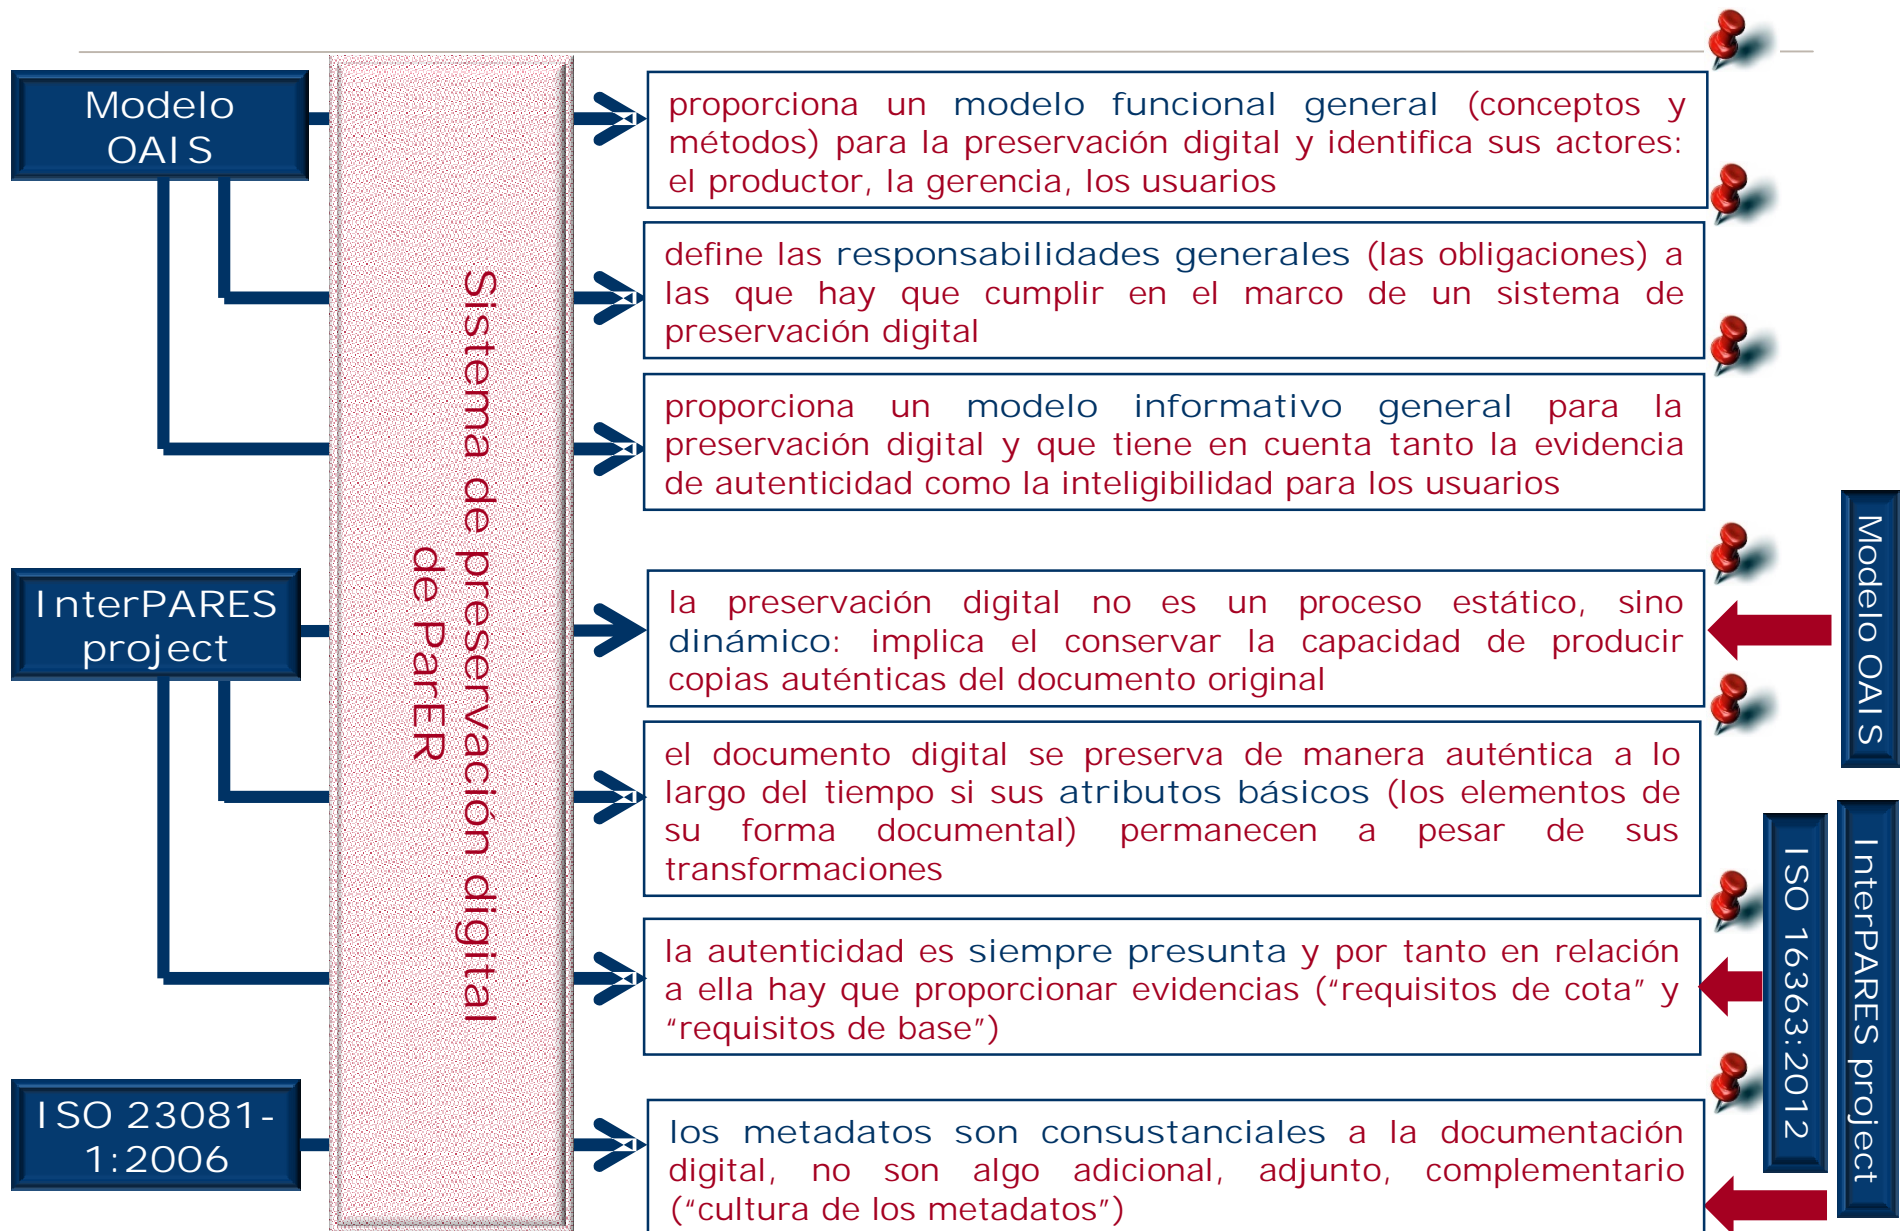 Modelo
OAIS
InterPARES
project
ISO 23081-
1:2006
Sistema de preservación digital
de ParER
proporciona un modelo funcional general (conceptos y
métodos) para la preservación digital y identifica sus actores:
el productor, la gerencia, los usuarios
define las responsabilidades generales (las obligaciones) a
las que hay que cumplir en el marco de un sistema de
preservación digital
proporciona un modelo informativo general para la
preservación digital y que tiene en cuenta tanto la evidencia
de autenticidad como la inteligibilidad para los usuarios
la preservación digital no es un proceso estático, sino
dinámico: implica el conservar la capacidad de producir
copias auténticas del documento original
el documento digital se preserva de manera auténtica a lo
largo del tiempo si sus atributos básicos (los elementos de
su forma documental) permanecen a pesar de sus
transformaciones
la autenticidad es siempre presunta y por tanto en relación
a ella hay que proporcionar evidencias (“requisitos de cota” y
“requisitos de base”)
los metadatos son consustanciales a la documentación
digital, no son algo adicional, adjunto, complementario
(“cultura de los metadatos”)
Modelo OAIS
ISO 16363:2012
InterPARES project